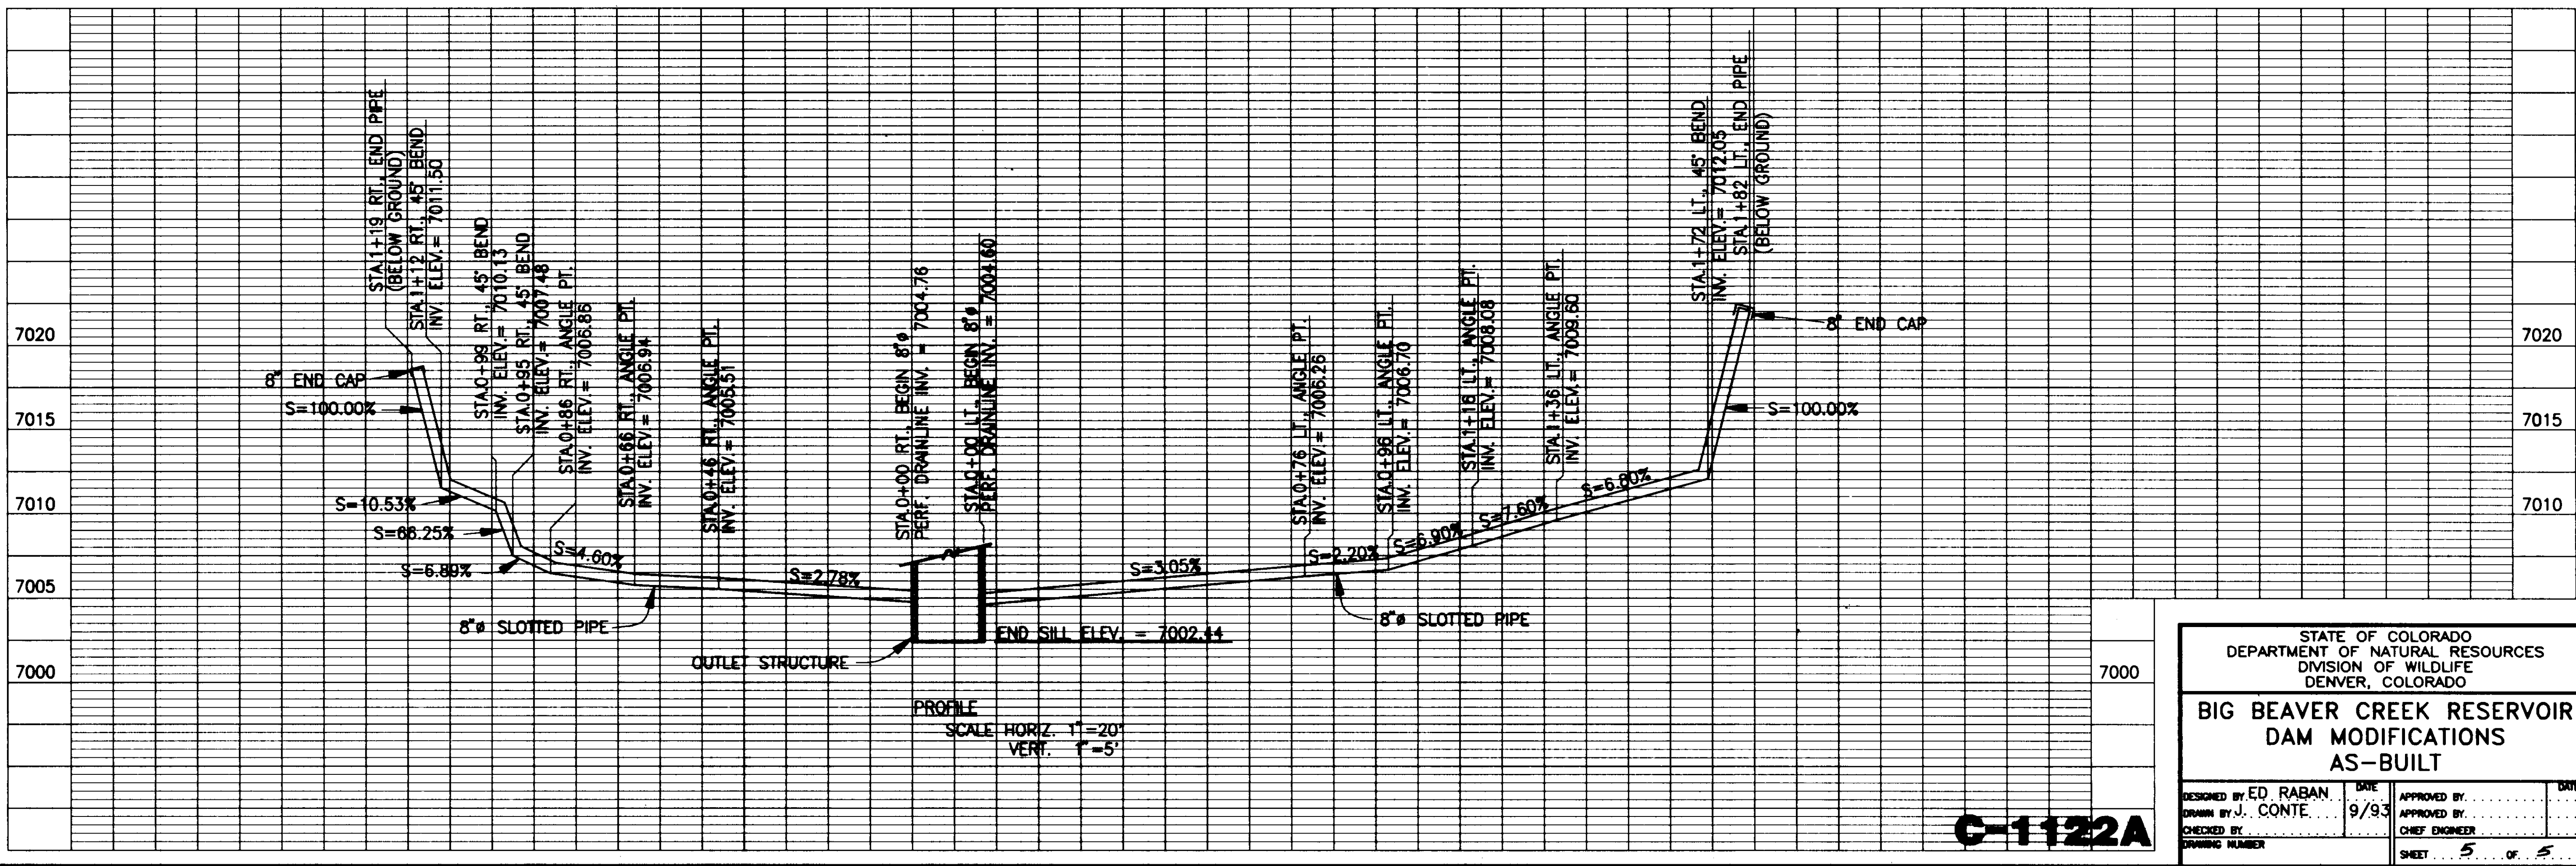 STA.1+19 RT., END PIPE
(BELOW GROUND)
STA.1+12 RT., 45° BEND
INV. ELEV.= 7011.50
STA.0+99 RT., 45° BEND
INV. ELEV.= 7010.13
STA.0+95 RT., 45° BEND
INV. ELEV.= 7007.48
STA.0+86 RT., ANGLE PT.
INV. ELEV.= 7006.86
STA.0+66 RT., ANGLE PT.
INV. ELEV.= 7006.94
STA.0+46 RT., ANGLE PT.
INV. ELEV.= 7005.51
STA.0+00 RT., BEGIN 8"ø
PERF. DRAINLINE INV. = 7004.76
STA.0+00 LT., BEGIN 8"ø
PERF. DRAINLINE INV. = 7004.60
STA.0+76 LT., ANGLE PT.
INV. ELEV.= 7006.26
STA.0+96 LT., ANGLE PT.
INV. ELEV.= 7006.70
STA.1+16 LT., ANGLE PT.
INV. ELEV.= 7008.08
STA.1+36 LT., ANGLE PT.
INV. ELEV.= 7009.60
STA.1+72 LT., 45° BEND
INV. ELEV.= 7012.05
STA.1+82 LT., END PIPE
(BELOW GROUND)
7020
7015
7010
7005
7000
8" END CAP
S=100.00%
S=10.53%
S=66.25%
S=6.89%
S=4.60%
S=2.78%
S=3.05%
S=2.20%
S=6.90%
S=7.60%
S=6.80%
S=100.00%
8" END CAP
8"ø SLOTTED PIPE
8"ø SLOTTED PIPE
OUTLET STRUCTURE
END SILL ELEV. = 7002.44
7020
7015
7010
7000
PROFILE
SCALE HORIZ. 1"=20'
VERT. 1"=5'
C-1122A
STATE OF COLORADO
DEPARTMENT OF NATURAL RESOURCES
DIVISION OF WILDLIFE
DENVER, COLORADO
BIG BEAVER CREEK RESERVOIR
DAM MODIFICATIONS
AS-BUILT
DESIGNED BY ED RABAN
DRAWN BY J. CONTE
CHECKED BY
DATE
9/93
APPROVED BY
APPROVED BY
CHIEF ENGINEER
DRAWING NUMBER
SHEET 5 OF 5